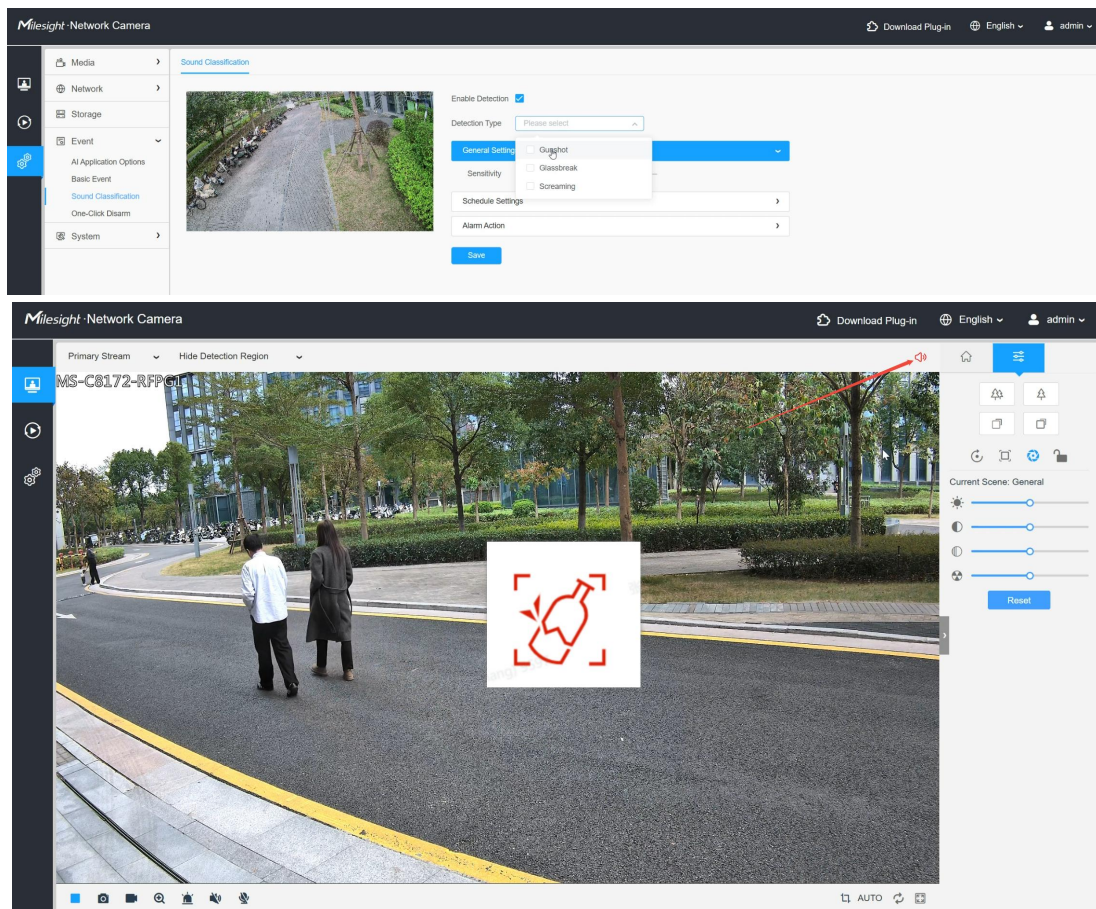 Milesight · Network Camera
Download Plug-in
English
admin
Media
Network
Storage
Event
AI Application Options
Basic Event
Sound Classification
One-Click Disarm
System
Sound Classification
Enable Detection
Detection Type
Please select
Gunshot
Glassbreak
Screaming
General Setting
Sensitivity
Schedule Settings
Alarm Action
Save
Milesight · Network Camera
Download Plug-in
English
admin
Primary Stream
Hide Detection Region
MS-C8172-RFPG1
Current Scene: General
Reset
AUTO